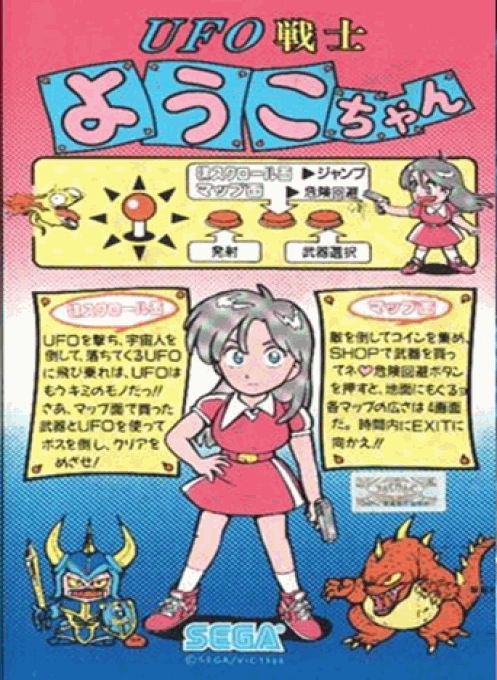 UFO戦士
ようこちゃん
横スクロール面 ▶ジャンプ
マップ面 ▶危険回避
発射
武器選択
横スクロール面
UFOを撃ち、宇宙人を
倒して、落ちてくるUFO
に飛び乗れば、UFOは
もうキミのモノだっ!!
さあ、マップ面で買った
武器とUFOを使って
ボスを倒し、クリアを
めざせ!
マップ面
敵を倒してコインを集め、
SHOPで武器を買っ
てネ♡危険回避ボタン
を押すと、地面にもぐるョ
各マップの広さは4画面
だ。時間内にEXITに
向かえ!!
SEGA
©SEGA/VIC 1988